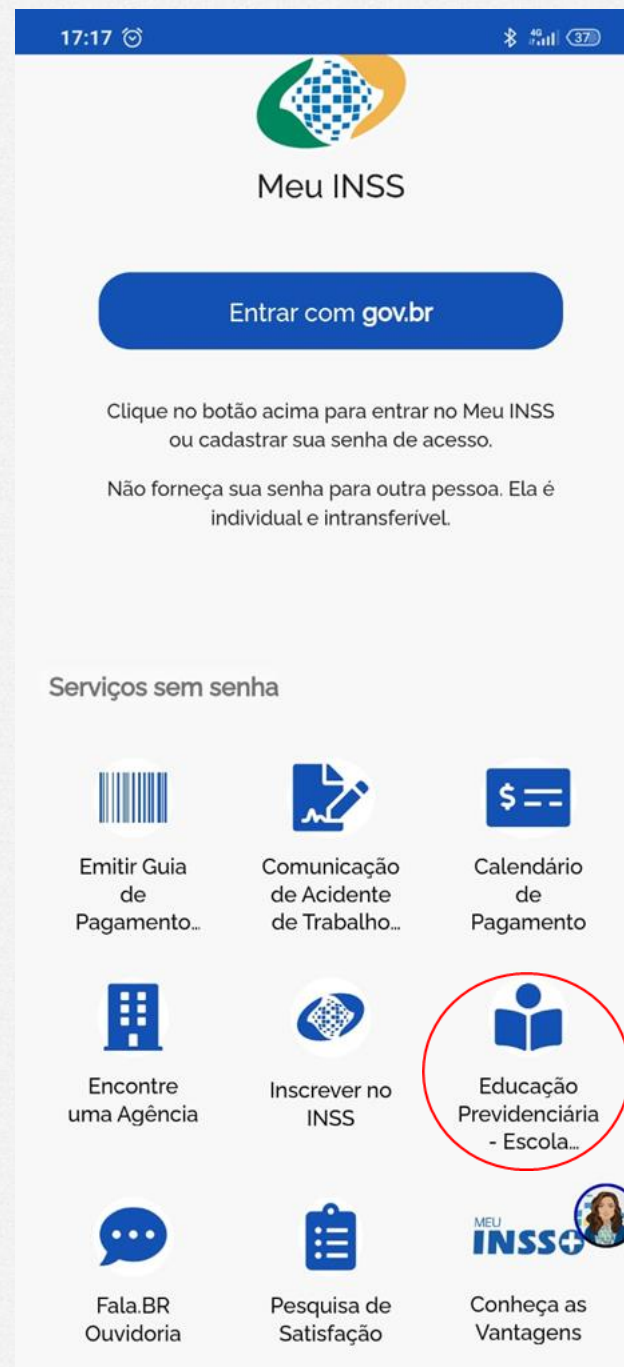 17:17
4G
37
Meu INSS
Entrar com gov.br
Clique no botão acima para entrar no Meu INSS
ou cadastrar sua senha de acesso.
Não forneça sua senha para outra pessoa. Ela é
individual e intransferível.
Serviços sem senha
Emitir Guia
de
Pagamento...
Comunicação
de Acidente
de Trabalho...
Calendário
de
Pagamento
Encontre
uma Agência
Inscrever no
INSS
Educação
Previdenciária
- Escola...
Fala.BR
Ouvidoria
Pesquisa de
Satisfação
MEU
INSS+
Conheça as
Vantagens